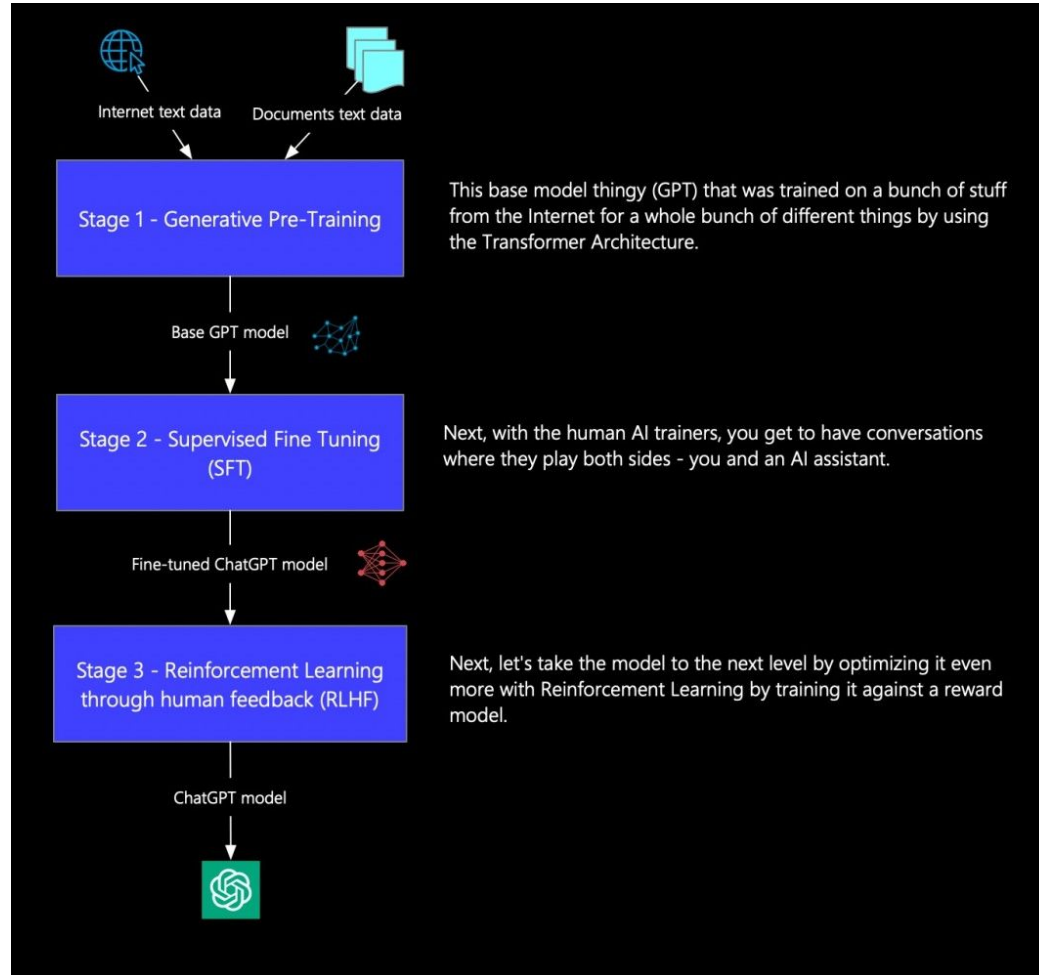 Internet text data
Documents text data
Stage 1 - Generative Pre-Training
This base model thingy (GPT) that was trained on a bunch of stuff
from the Internet for a whole bunch of different things by using
the Transformer Architecture.
Base GPT model
Stage 2 - Supervised Fine Tuning
(SFT)
Next, with the human AI trainers, you get to have conversations
where they play both sides - you and an AI assistant.
Fine-tuned ChatGPT model
Stage 3 - Reinforcement Learning
through human feedback (RLHF)
Next, let's take the model to the next level by optimizing it even
more with Reinforcement Learning by training it against a reward
model.
ChatGPT model